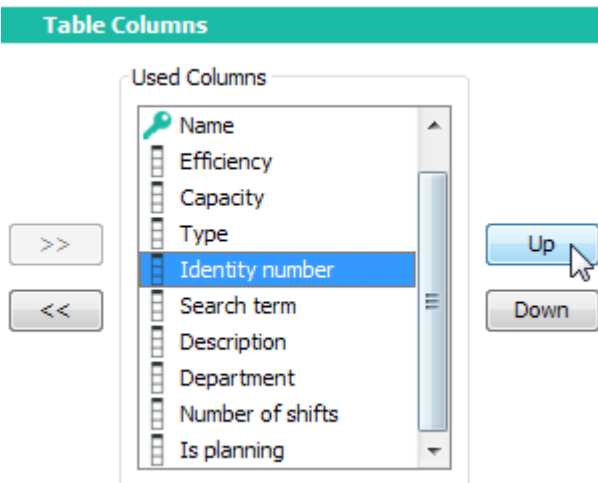 Table Columns
Used Columns
Name
Efficiency
Capacity
Type
Identity number
Search term
Description
Department
Number of shifts
Is planning
>>
<<
Up
Down